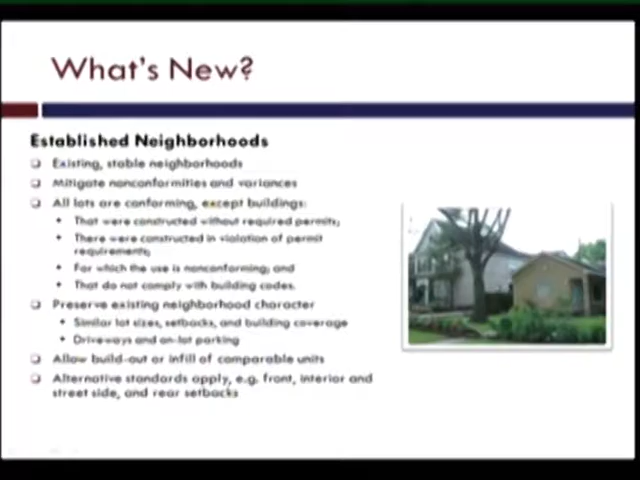 What's New?
Established Neighborhoods
Existing, stable neighborhoods
Mitigate nonconformities and variances
All lots are conforming, except buildings:
That were constructed without required permits;
There were constructed in violation of permit
requirements;
For which the use is nonconforming; and
That do not comply with building codes.
Preserve existing neighborhood character
Similar lot sizes, setbacks, and building coverage
Driveways and on-lot parking
Allow build-out or infill of comparable units
Alternative standards apply, e.g. front, interior and
street side, and rear setbacks